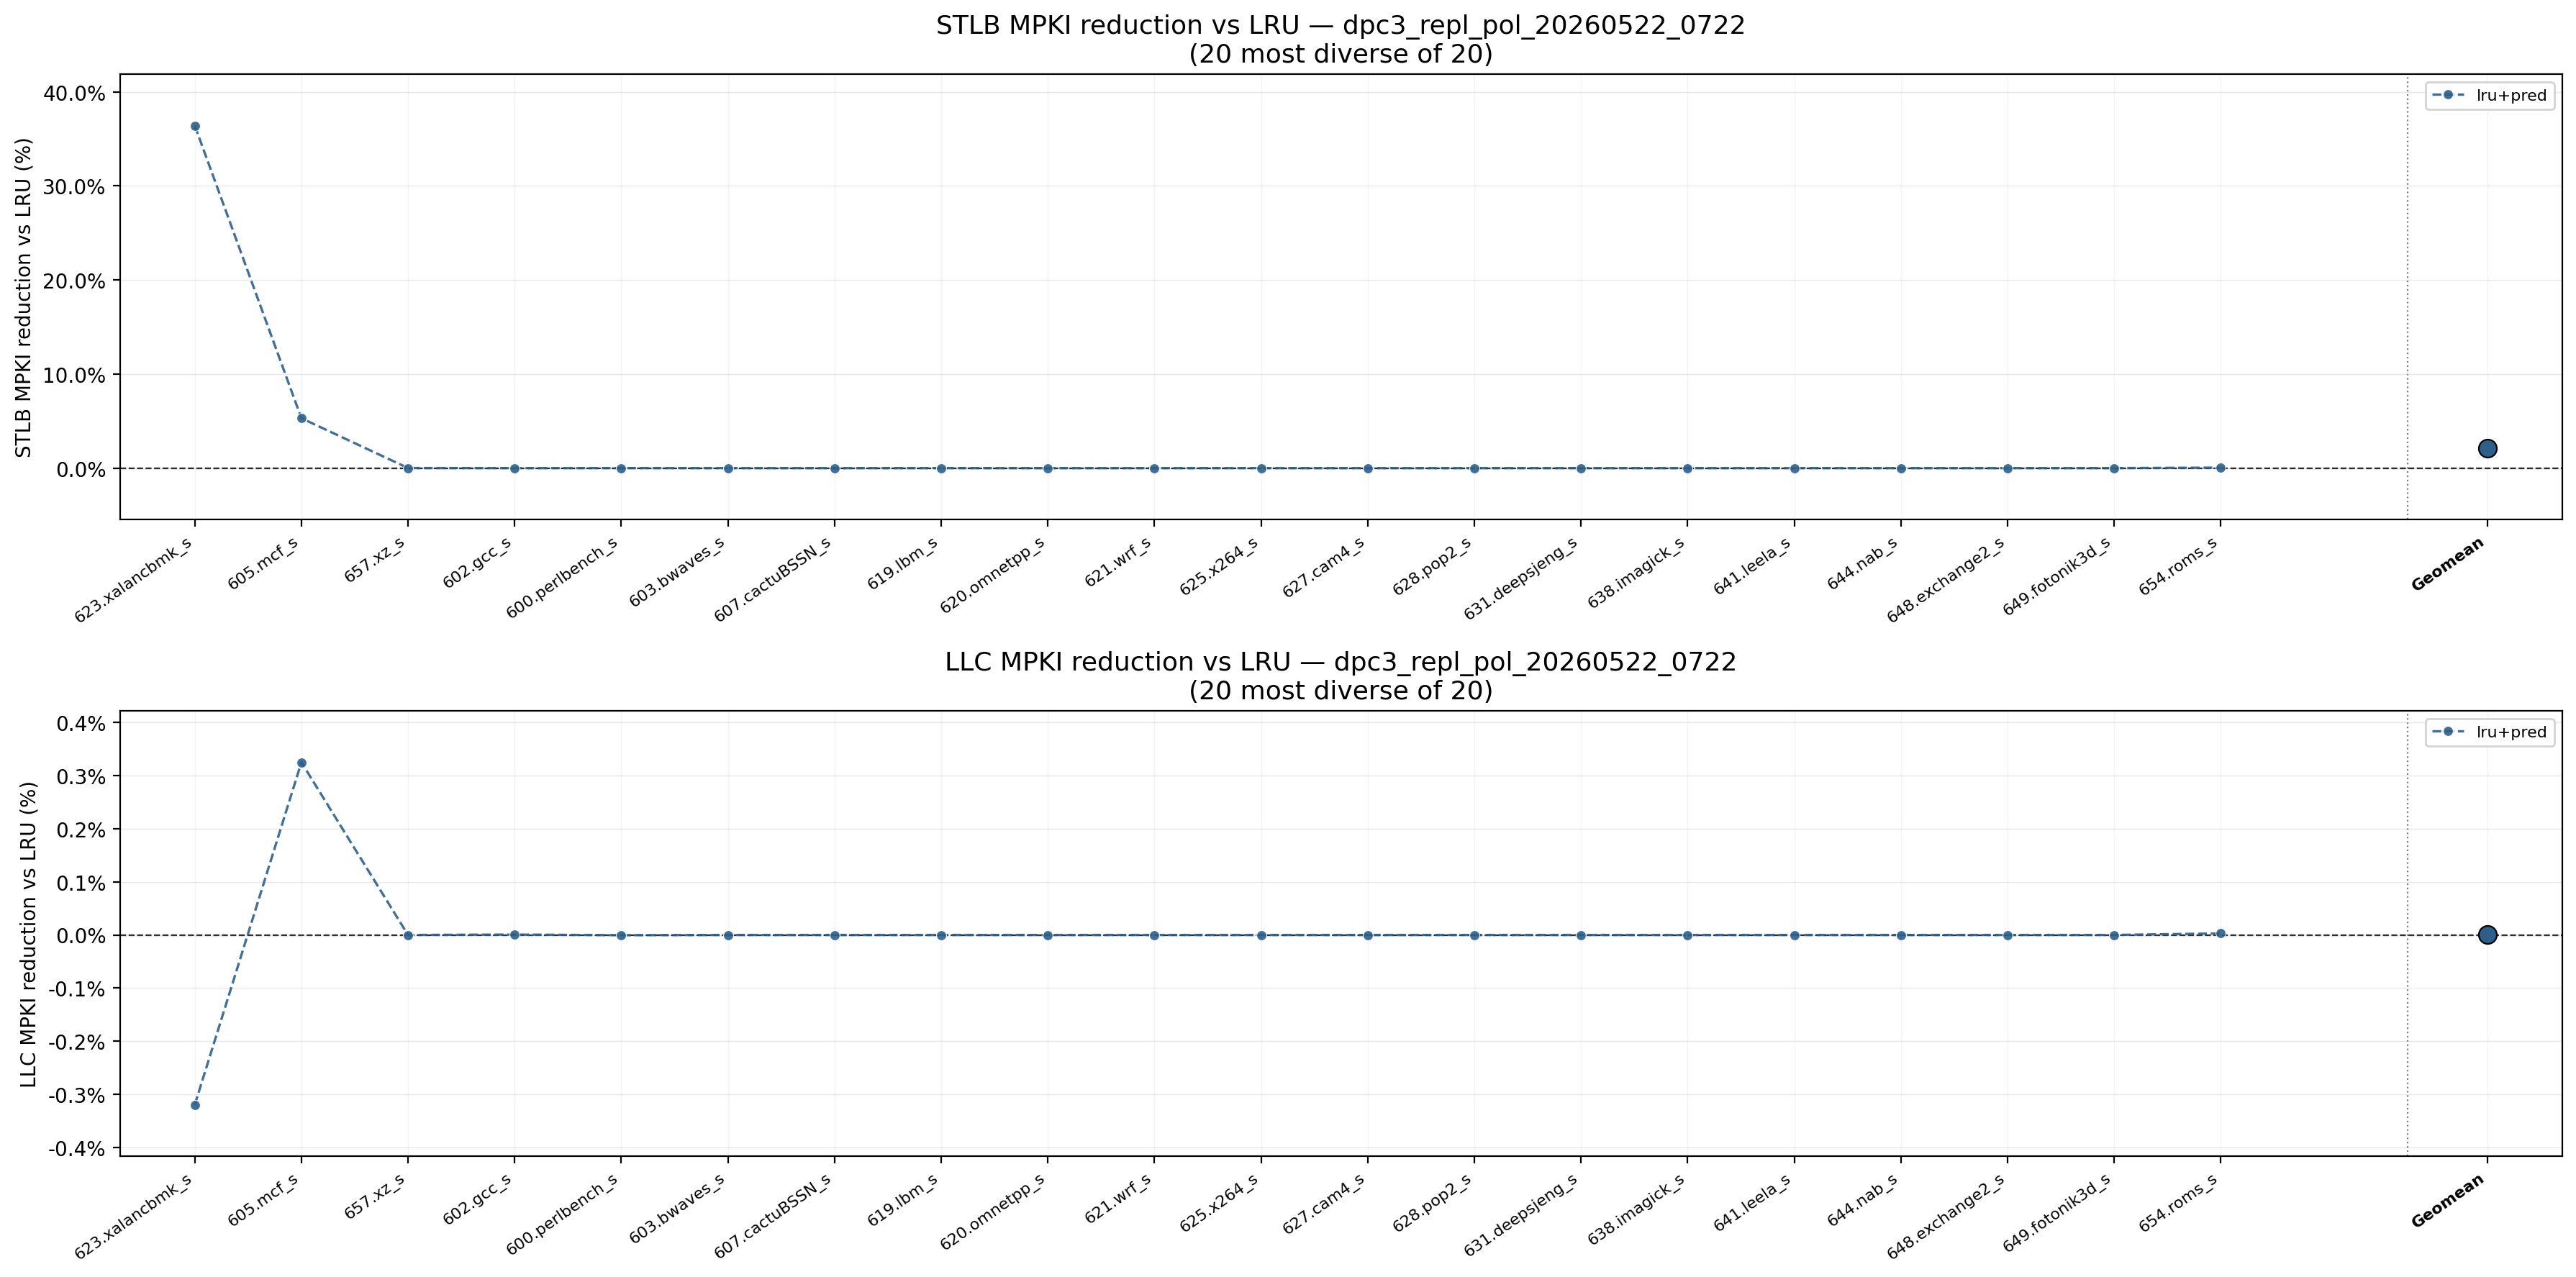 STLB MPKI reduction vs LRU — dpc3_repl_pol_20260522_0722
(20 most diverse of 20)
STLB MPKI reduction vs LRU (%)
40.0%
30.0%
20.0%
10.0%
0.0%
lru+pred
623.xalancbmk_s
605.mcf_s
657.xz_s
602.gcc_s
600.perlbench_s
603.bwaves_s
607.cactuBSSN_s
619.lbm_s
620.omnetpp_s
621.wrf_s
625.x264_s
627.cam4_s
628.pop2_s
631.deepsjeng_s
638.imagick_s
641.leela_s
644.nab_s
648.exchange2_s
649.fotonik3d_s
654.roms_s
Geomean
LLC MPKI reduction vs LRU — dpc3_repl_pol_20260522_0722
(20 most diverse of 20)
LLC MPKI reduction vs LRU (%)
0.4%
0.3%
0.2%
0.1%
0.0%
-0.1%
-0.2%
-0.3%
-0.4%
lru+pred
623.xalancbmk_s
605.mcf_s
657.xz_s
602.gcc_s
600.perlbench_s
603.bwaves_s
607.cactuBSSN_s
619.lbm_s
620.omnetpp_s
621.wrf_s
625.x264_s
627.cam4_s
628.pop2_s
631.deepsjeng_s
638.imagick_s
641.leela_s
644.nab_s
648.exchange2_s
649.fotonik3d_s
654.roms_s
Geomean